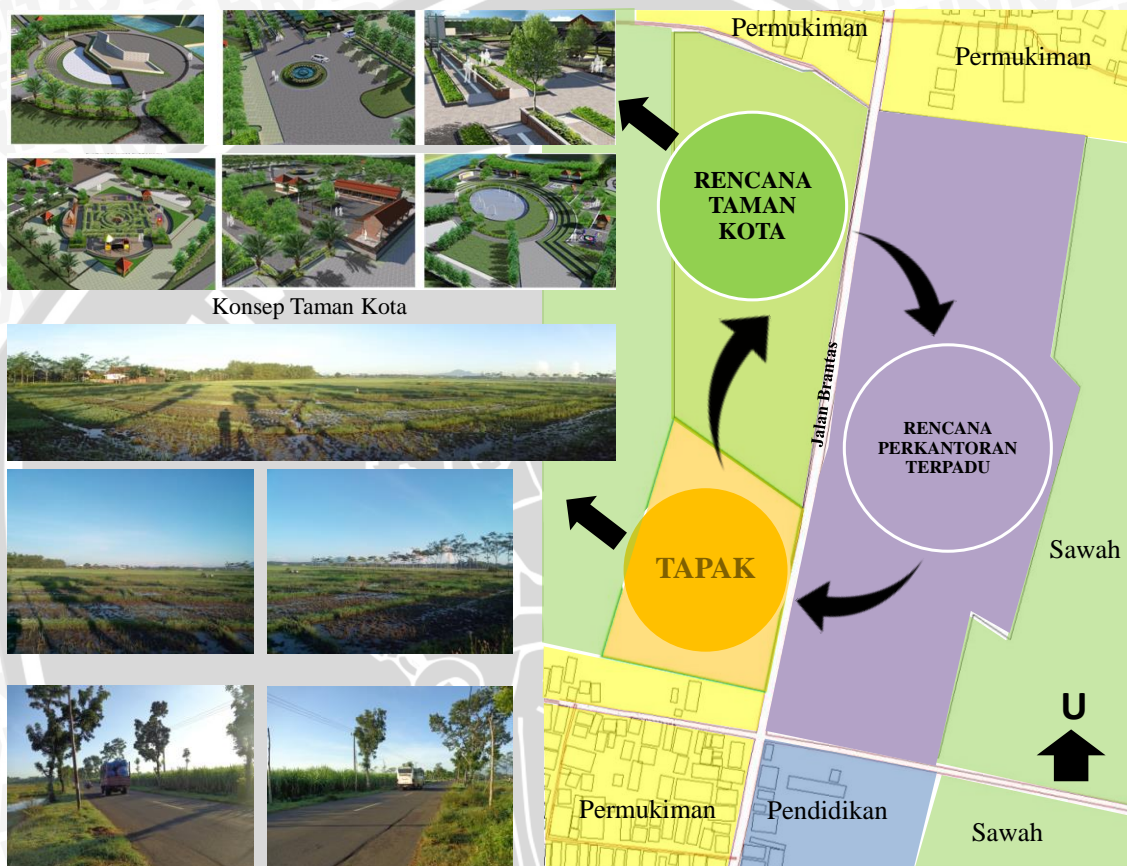 Permukiman
Permukiman
RENCANA
TAMAN
KOTA
Konsep Taman Kota
Jalan Brantas
RENCANA
PERKANTORAN
TERPADU
Sawah
TAPAK
U
Permukiman
Pendidikan
Sawah